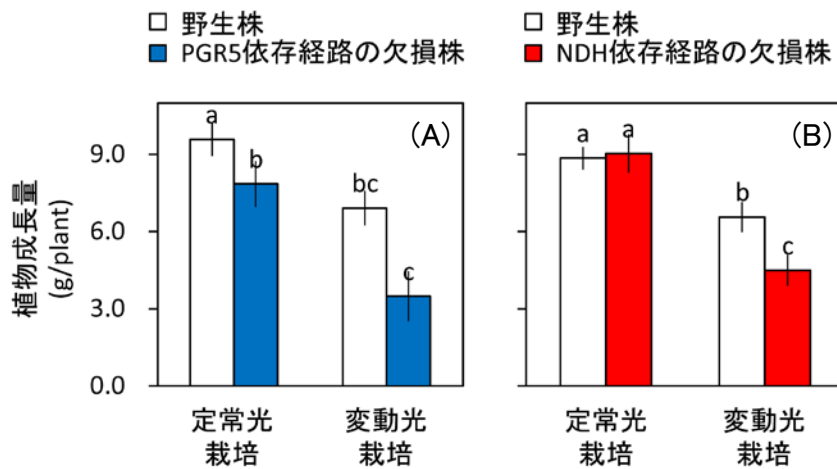 野生株
PGR5依存経路の欠損株
野生株
NDH依存経路の欠損株
植物成長量
(g/plant)
9.0
6.0
3.0
0.0
(A)
a
b
bc
c
定常光
栽培
変動光
栽培
(B)
a
a
b
c
定常光
栽培
変動光
栽培